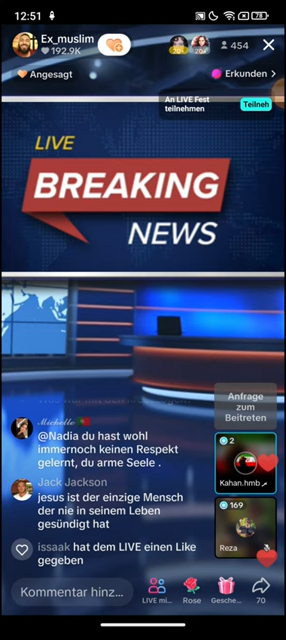 12:51
78
Ex_muslim
192.9K
30+
20+
454
Angesagt
Erkunden >
An LIVE Fest
teilnehmen
Teilneh
LIVE
BREAKING
NEWS
Anfrage
zum
Beitreten
Michelle
@Nadia du hast wohl
immernoch keinen Respekt
gelernt, du arme Seele .
Jack Jackson
jesus ist der einzige Mensch
der nie in seinem Leben
gesündigt hat
issaak hat dem LIVE einen Like
gegeben
2
Kahan.hmb
169
Reza
Kommentar hinz...
LIVE mi...
Rose
Gesche...
70